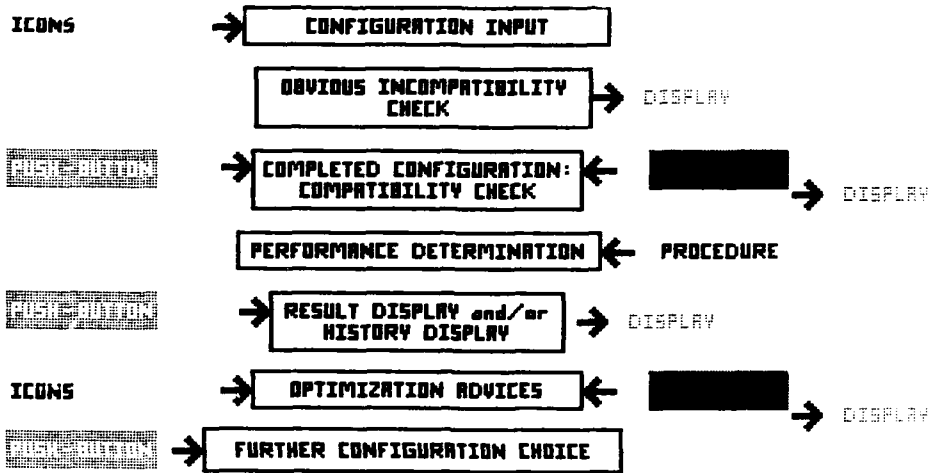 ICONS
CONFIGURATION INPUT
OBVIOUS INCOMPATIBILITY
CHECK
DISPLAY
PUSH-BUTTON
COMPLETED CONFIGURATION:
COMPATIBILITY CHECK
DISPLAY
PERFORMANCE DETERMINATION
PROCEDURE
PUSH-BUTTON
RESULT DISPLAY and/or
HISTORY DISPLAY
DISPLAY
ICONS
OPTIMIZATION ADVICES
DISPLAY
PUSH-BUTTON
FURTHER CONFIGURATION CHOICE